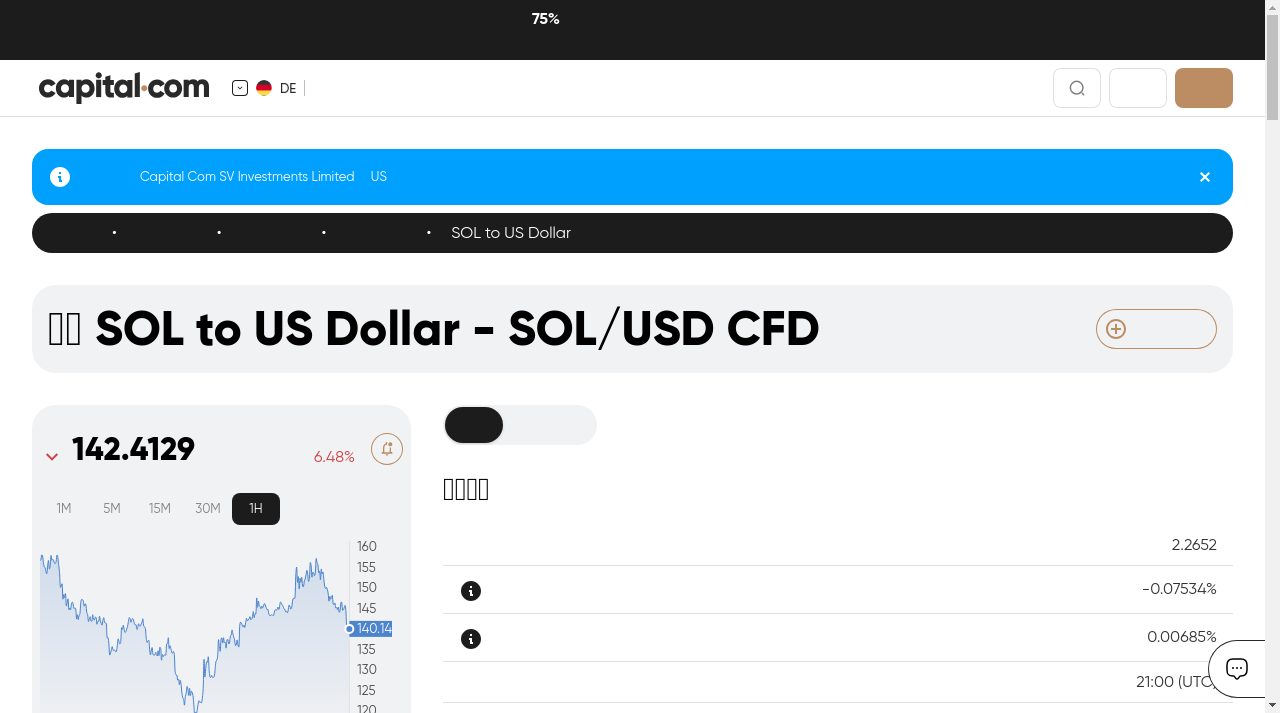 75%
capital.com
DE
Capital Com SV Investments Limited US
SOL to US Dollar
SOL to US Dollar - SOL/USD CFD
142.4129
6.48%
1M 5M 15M 30M 1H
160
155
150
145
140.14
135
130
125
120
2.2652
-0.07534%
0.00685%
21:00 (UTC)